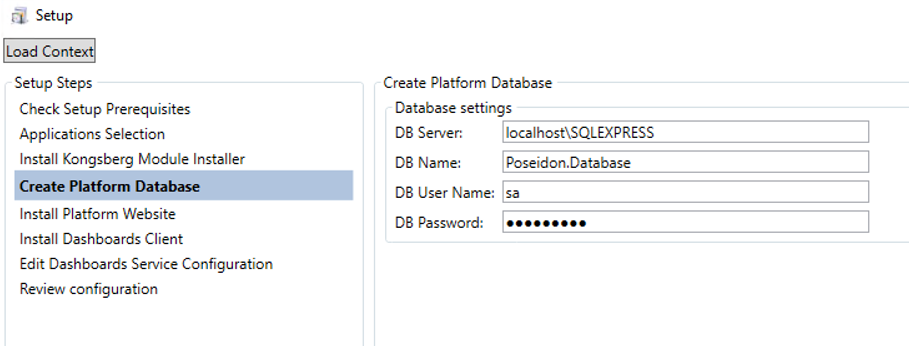 Setup
Load Context
Setup Steps
Check Setup Prerequisites
Applications Selection
Install Kongsberg Module Installer
Create Platform Database
Install Platform Website
Install Dashboards Client
Edit Dashboards Service Configuration
Review configuration
Create Platform Database
Database settings
DB Server: localhost\SQLEXPRESS
DB Name: Poseidon.Database
DB User Name: sa
DB Password: ●●●●●●●●●